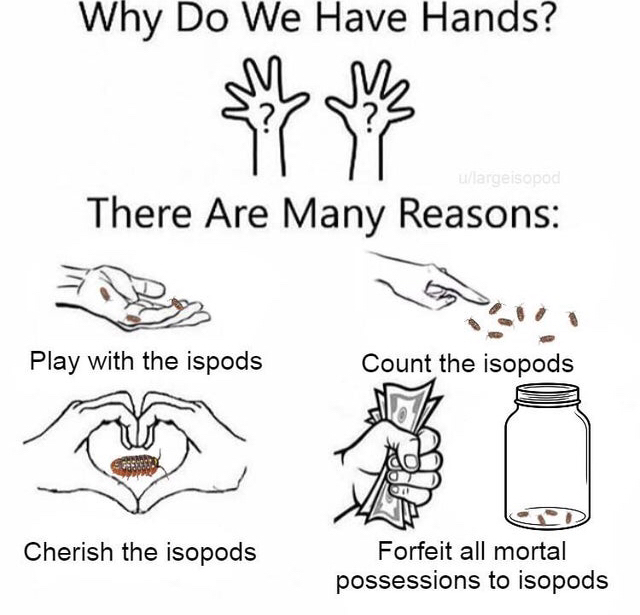 Why Do We Have Hands?
? ?
u/largeisopod
There Are Many Reasons:
Play with the ispods
Count the isopods
Cherish the isopods
Forfeit all mortal
possessions to isopods